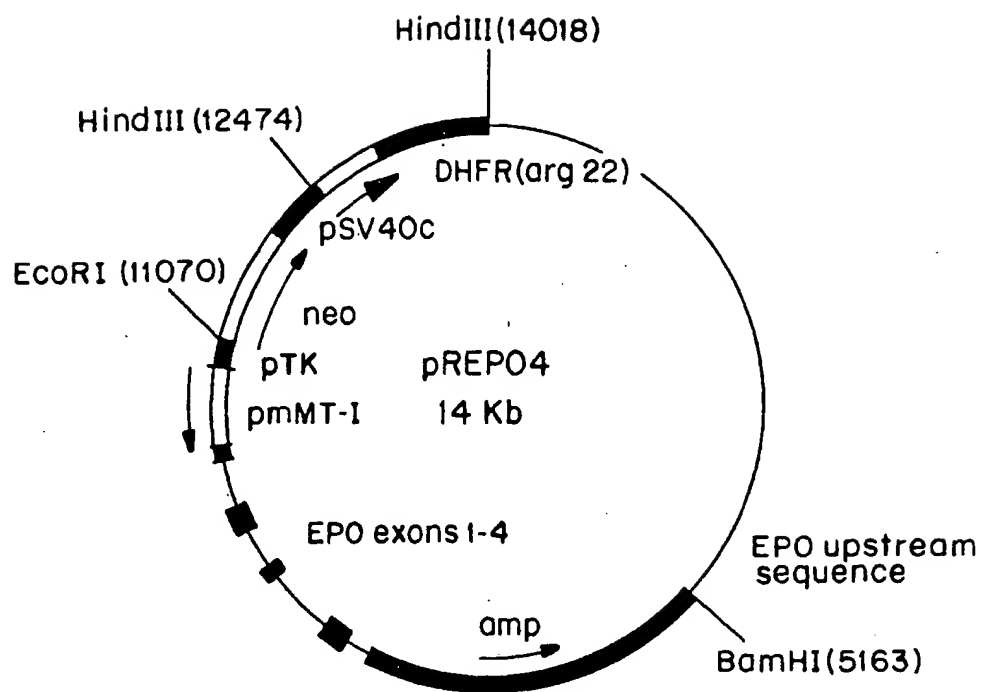 HindIII (14018)
HindIII (12474)
DHFR(arg 22)
pSV40c
EcoRI (11070)
neo
pTK
pREPO4
pmMT-I
14 Kb
EPO exons 1-4
EPO upstream
sequence
amp
BamHI (5163)